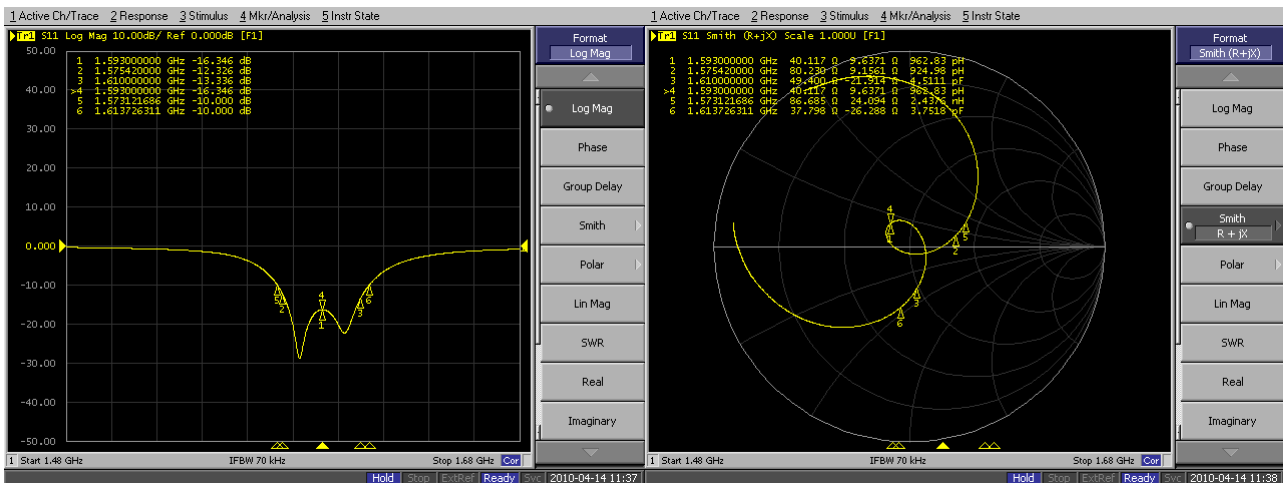 1 Active Ch/Trace 2 Response 3 Stimulus 4 Mkr/Analysis 5 Instr State
Tr1 S11 Log Mag 10.00dB/ Ref 0.000dB [F1]
50.00
1 1.593000000 GHz -16.346 dB
2 1.575420000 GHz -12.326 dB
3 1.610000000 GHz -13.336 dB
>4 1.593000000 GHz -16.346 dB
5 1.573121686 GHz -10.000 dB
6 1.613726311 GHz -10.000 dB
40.00
30.00
20.00
10.00
0.000
-10.00
-20.00
-30.00
-40.00
-50.00
5
2
4
1
3
6
Format
Log Mag
Log Mag
Phase
Group Delay
Smith
Polar
Lin Mag
SWR
Real
Imaginary
1 Start 1.48 GHz IFBW 70 kHz Stop 1.68 GHz Cor
Hold Stop ExtRef Ready Svc 2010-04-14 11:37
1 Active Ch/Trace 2 Response 3 Stimulus 4 Mkr/Analysis 5 Instr State
Tr1 S11 Smith (R+jX) Scale 1.000U [F1]
1 1.593000000 GHz 40.117 Ω 9.6371 Ω 962.83 pH
2 1.575420000 GHz 80.230 Ω 9.1561 Ω 924.98 pH
3 1.610000000 GHz 49.400 Ω -21.914 Ω 4.5111 pF
>4 1.593000000 GHz 40.117 Ω 9.6371 Ω 962.83 pH
5 1.573121686 GHz 86.685 Ω 24.094 Ω 2.4376 nH
6 1.613726311 GHz 37.798 Ω -26.288 Ω 3.7518 pF
4
5
2
3
6
Format
Smith (R+jX)
Log Mag
Phase
Group Delay
Smith
R + jX
Polar
Lin Mag
SWR
Real
Imaginary
1 Start 1.48 GHz IFBW 70 kHz Stop 1.68 GHz Cor
Hold Stop ExtRef Ready Svc 2010-04-14 11:38